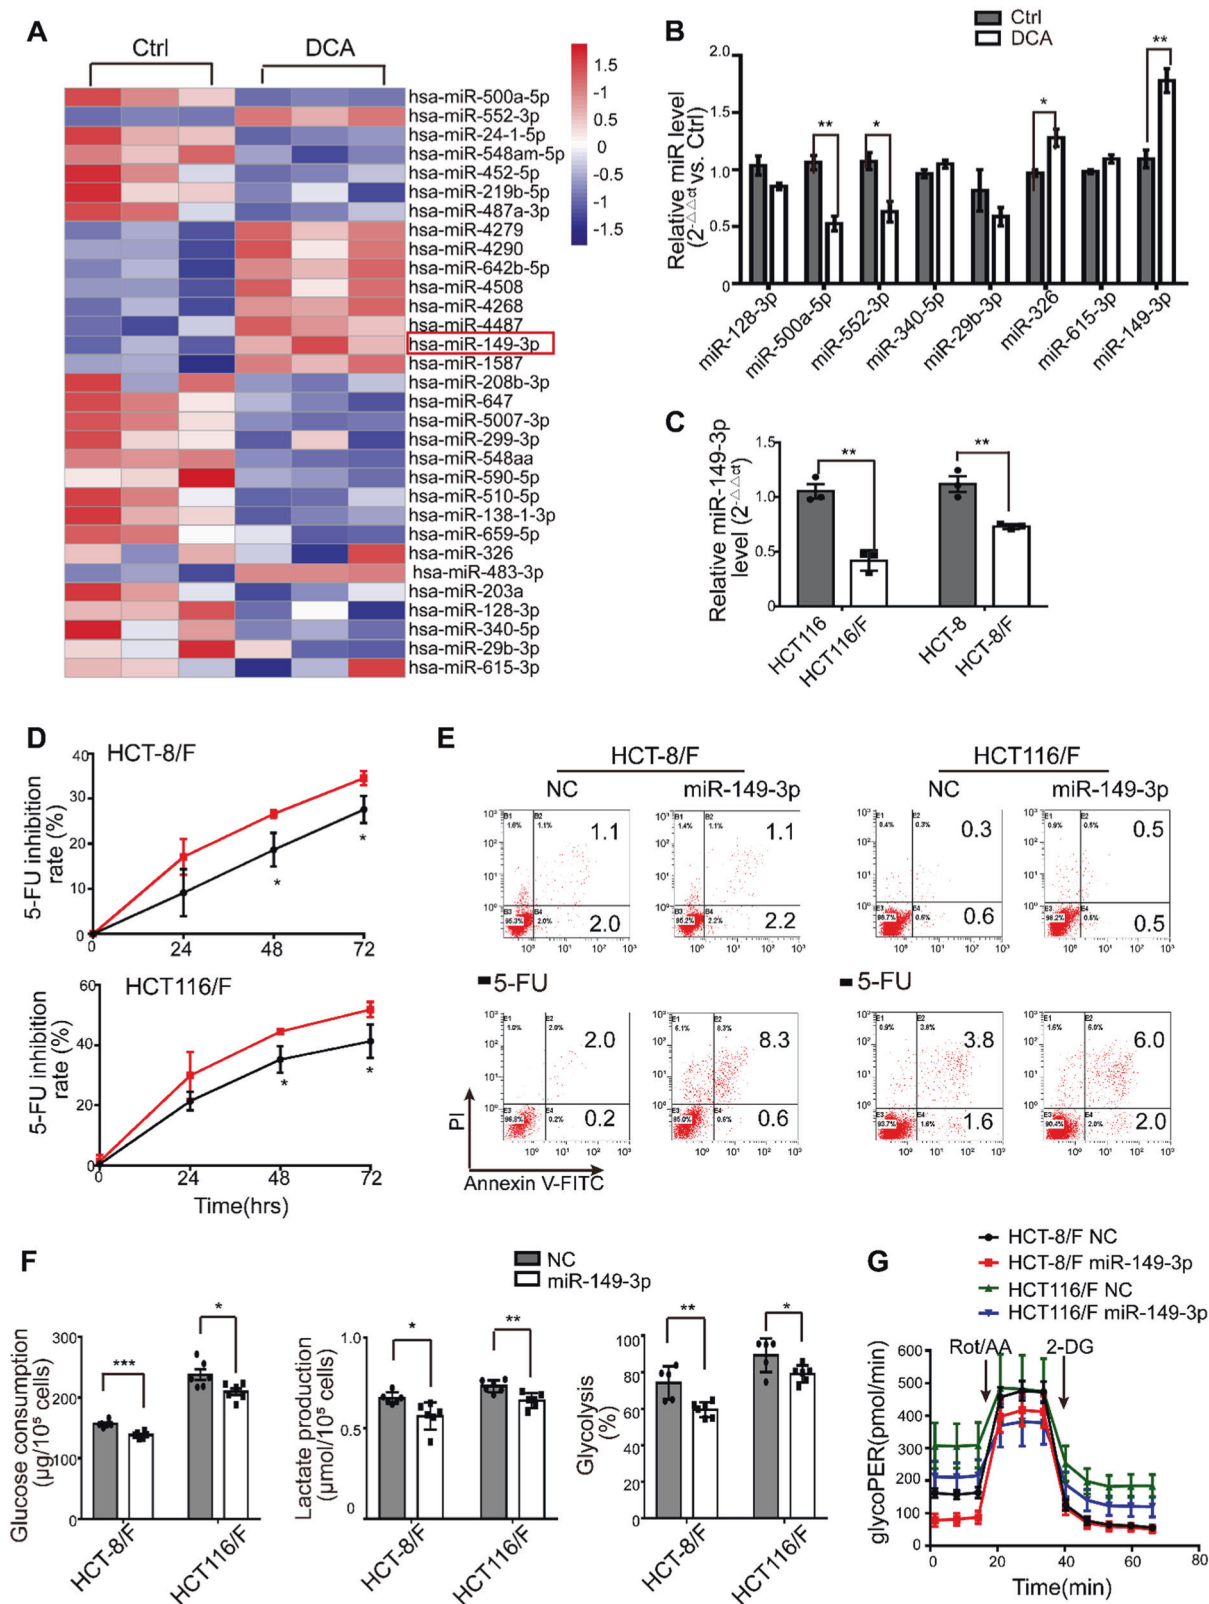 A
Ctrl
DCA
hsa-miR-500a-5p
hsa-miR-552-3p
hsa-miR-24-1-5p
hsa-miR-548am-5p
hsa-miR-452-5p
hsa-miR-219b-5p
hsa-miR-487a-3p
hsa-miR-4279
hsa-miR-4290
hsa-miR-642b-5p
hsa-miR-4508
hsa-miR-4268
hsa-miR-4487
hsa-miR-149-3p
hsa-miR-1587
hsa-miR-208b-3p
hsa-miR-647
hsa-miR-5007-3p
hsa-miR-299-3p
hsa-miR-548aa
hsa-miR-590-5p
hsa-miR-510-5p
hsa-miR-138-1-3p
hsa-miR-659-5p
hsa-miR-326
hsa-miR-483-3p
hsa-miR-203a
hsa-miR-128-3p
hsa-miR-340-5p
hsa-miR-29b-3p
hsa-miR-615-3p
1.5
-1
0.5
0
-0.5
-1
-1.5
B
Ctrl
DCA
Relative miR level
(2-△△ct vs. Ctrl)
2.0
1.5
1.0
0.5
0
**
*
*
**
miR-128-3p
miR-500a-5p
miR-552-3p
miR-340-5p
miR-29b-3p
miR-326
miR-615-3p
miR-149-3p
C
Relative miR-149-3p
level (2-△△ct)
1.5
1.0
0.5
0
**
**
HCT116
HCT116/F
HCT-8
HCT-8/F
D
HCT-8/F
5-FU inhibition
rate (%)
40
30
20
10
0
0 24 48 72
*
*
HCT116/F
5-FU inhibition
rate (%)
60
40
20
0
0 24 48 72
*
*
Time(hrs)
E
HCT-8/F
HCT116/F
NC
miR-149-3p
NC
miR-149-3p
1.1
2.0
1.1
2.2
0.3
0.6
0.5
0.5
5-FU
5-FU
2.0
0.2
8.3
0.6
3.8
1.6
6.0
2.0
PI
Annexin V-FITC
F
NC
miR-149-3p
Glucose consumption
(μg/10⁵ cells)
300
200
100
0
***
*
HCT-8/F
HCT116/F
Lactate production
(μmol/10⁵ cells)
1.0
0.5
0
*
**
HCT-8/F
HCT116/F
Glycolysis
(%)
100
80
60
40
20
0
**
*
HCT-8/F
HCT116/F
G
HCT-8/F NC
HCT-8/F miR-149-3p
HCT116/F NC
HCT116/F miR-149-3p
Rot/AA
2-DG
glycoPER(pmol/min)
600
500
400
300
200
100
0
0 20 40 60 80
Time(min)